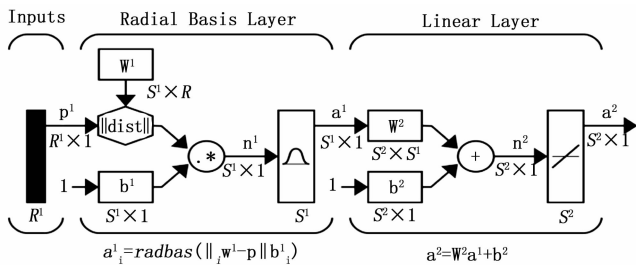 Inputs Radial Basis Layer Linear Layer
W¹
S¹×R
p¹
R¹×1
‖dist‖
.*
n¹
S¹×1
a¹
S¹×1
W²
S²×S¹
+
n²
S²×1
a²
S²×1
1
b¹
S¹×1
1
b²
S²×1
R¹
S¹
S²
a¹ᵢ=radbas(‖ᵢw¹-p‖b¹ᵢ)
a²=W²a¹+b²